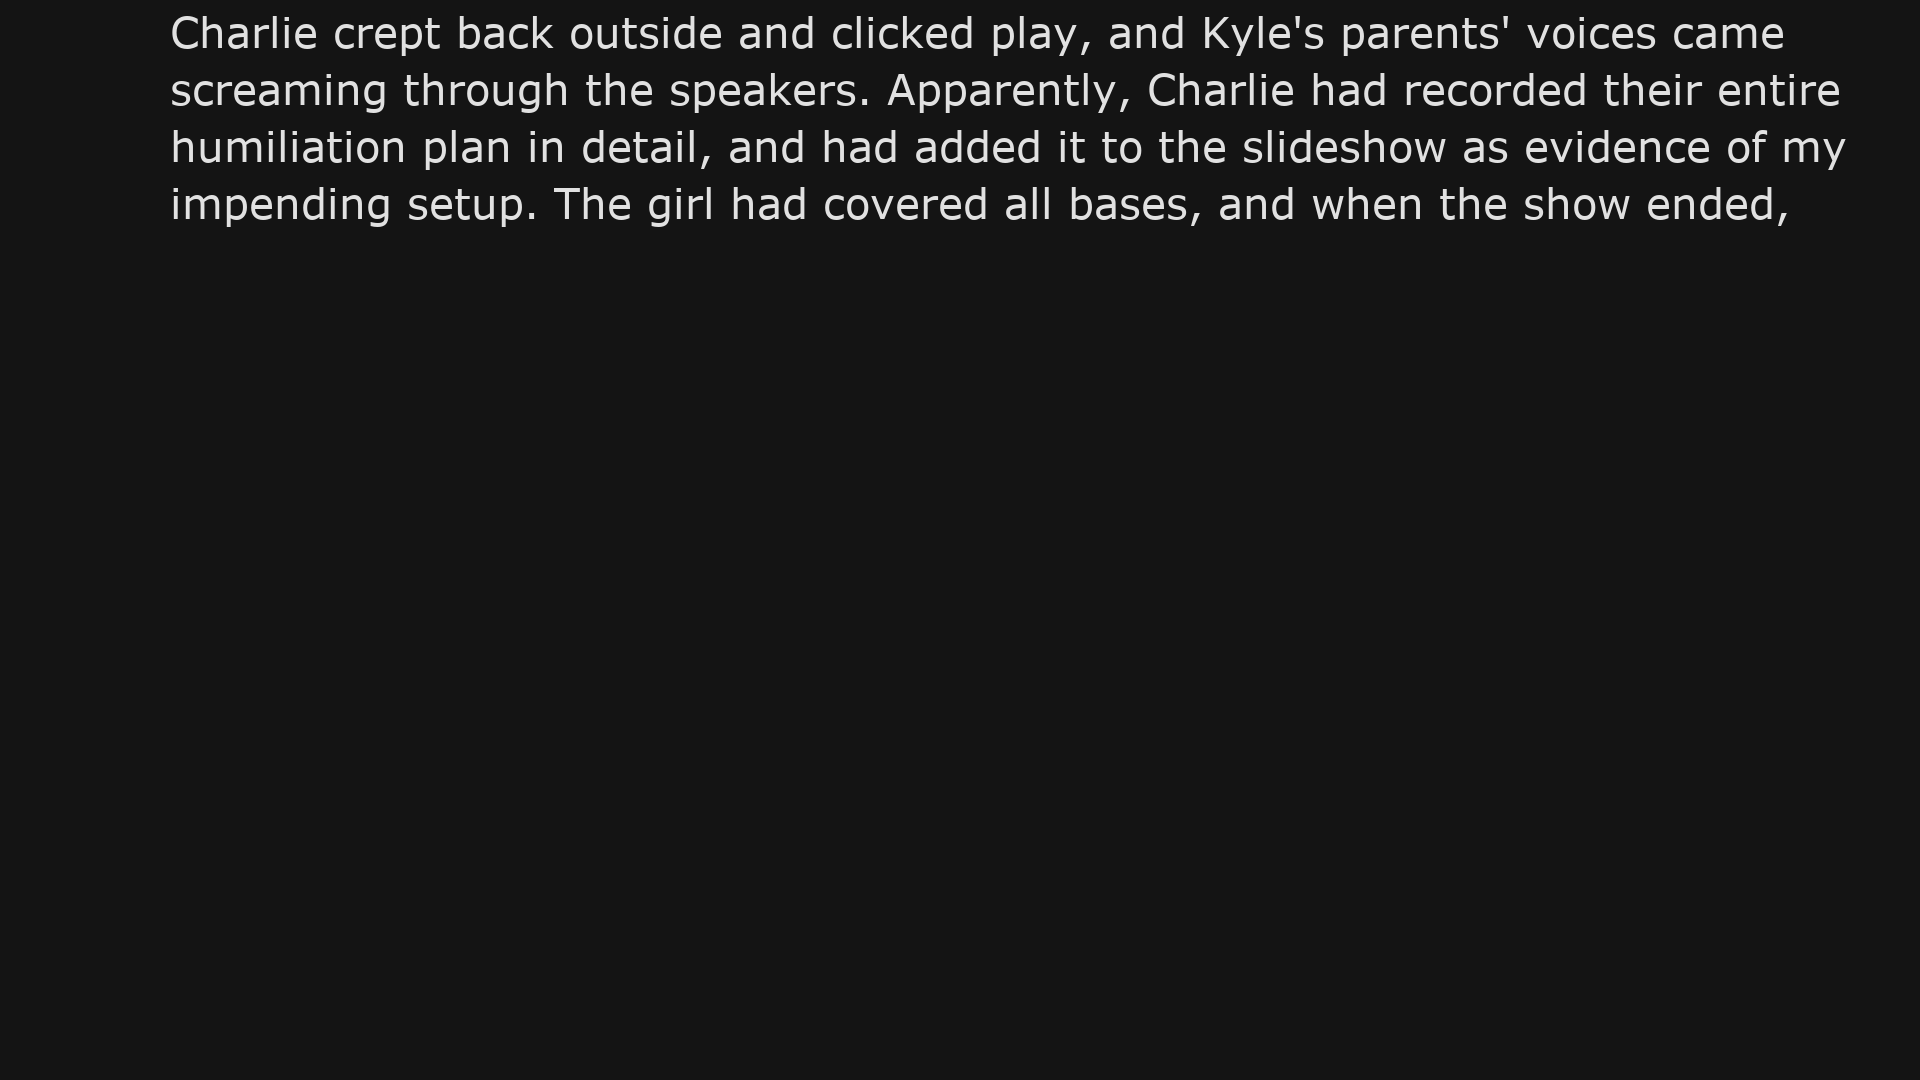 Charlie crept back outside and clicked play, and Kyle's parents' voices came
screaming through the speakers. Apparently, Charlie had recorded their entire
humiliation plan in detail, and had added it to the slideshow as evidence of my
impending setup. The girl had covered all bases, and when the show ended,